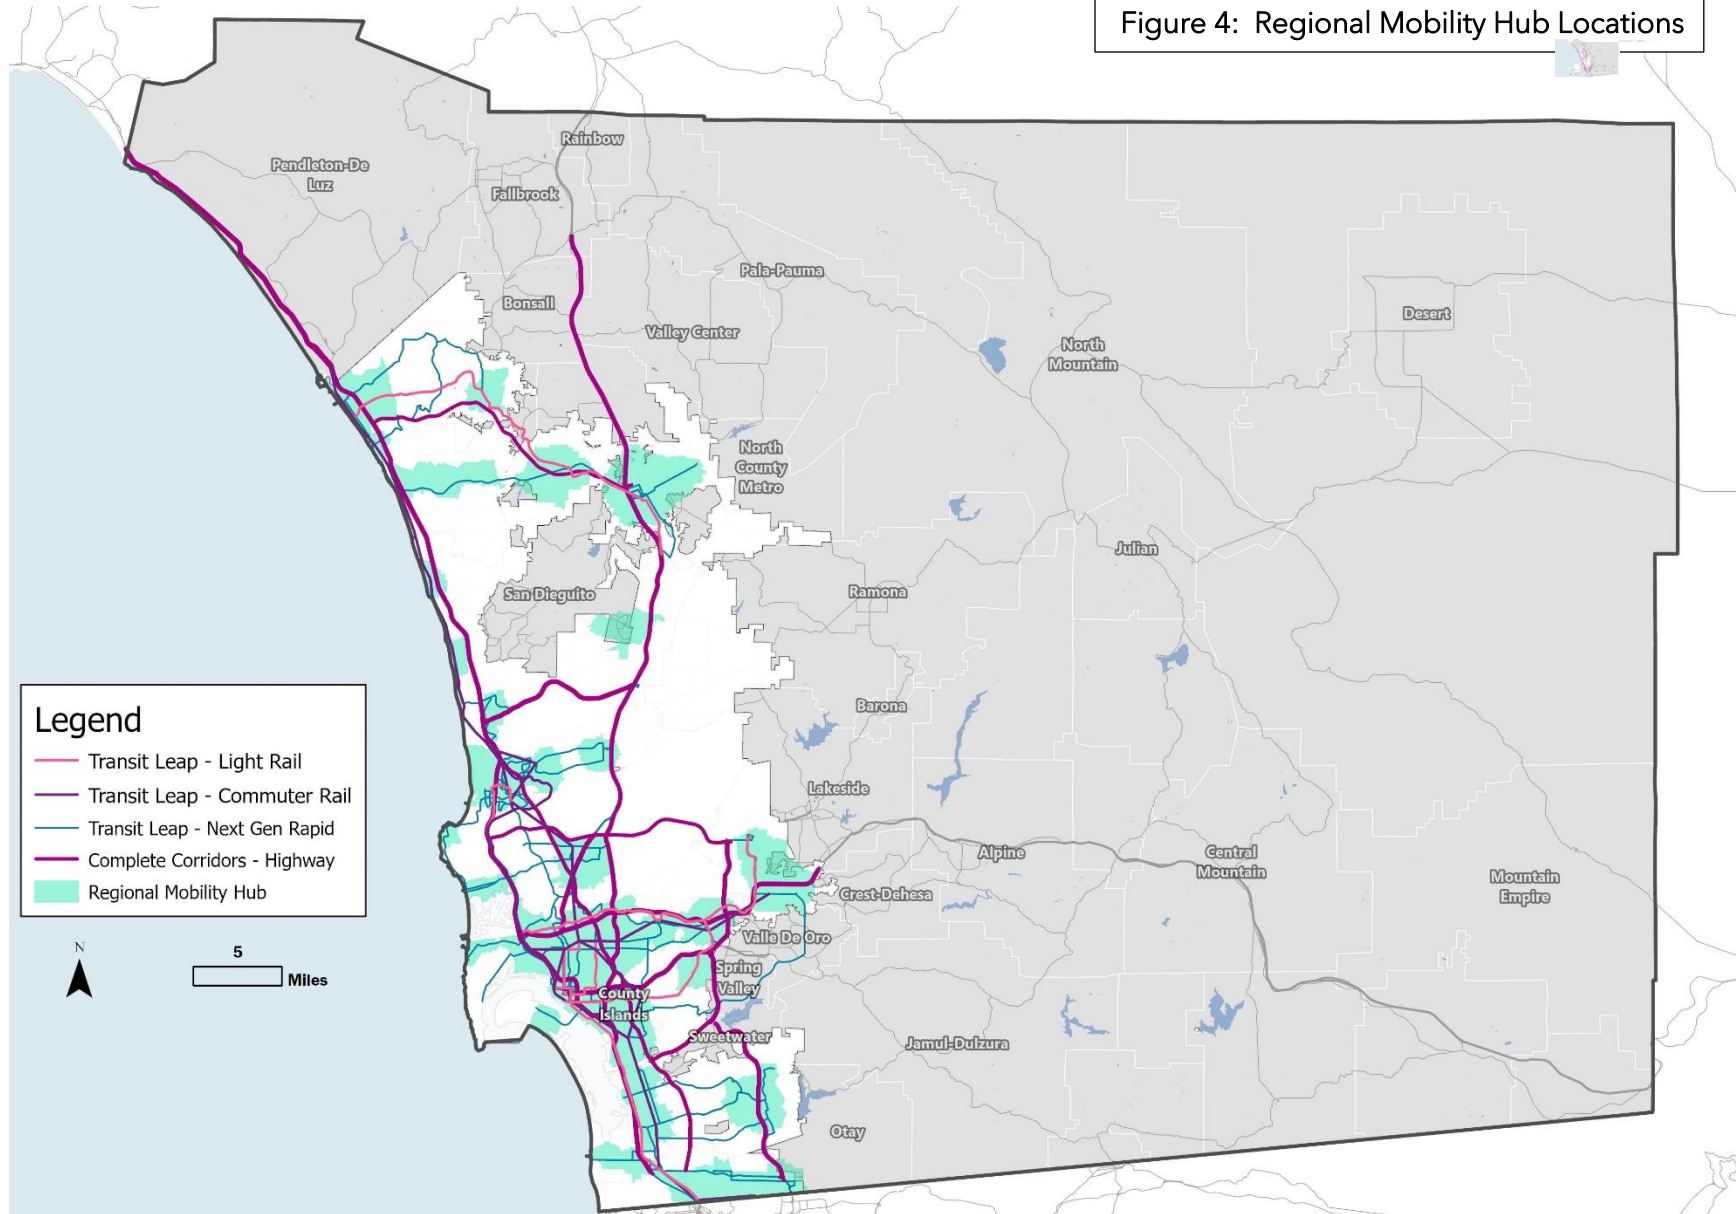 Figure 4: Regional Mobility Hub Locations
Rainbow
Pendleton-De
Luz
Fallbrook
Pala-Pauma
Bonsall
Desert
Valley Center
North
Mountain
North
County
Metro
Julian
San Dieguito
Ramona
Barona
Lakeside
Alpine
Central
Mountain
Mountain
Empire
Crest-Dehesa
Valle De Oro
Spring
Valley
County
Islands
Sweetwater
Jamul-Dulzura
Otay
Legend
Transit Leap - Light Rail
Transit Leap - Commuter Rail
Transit Leap - Next Gen Rapid
Complete Corridors - Highway
Regional Mobility Hub
N
5
Miles